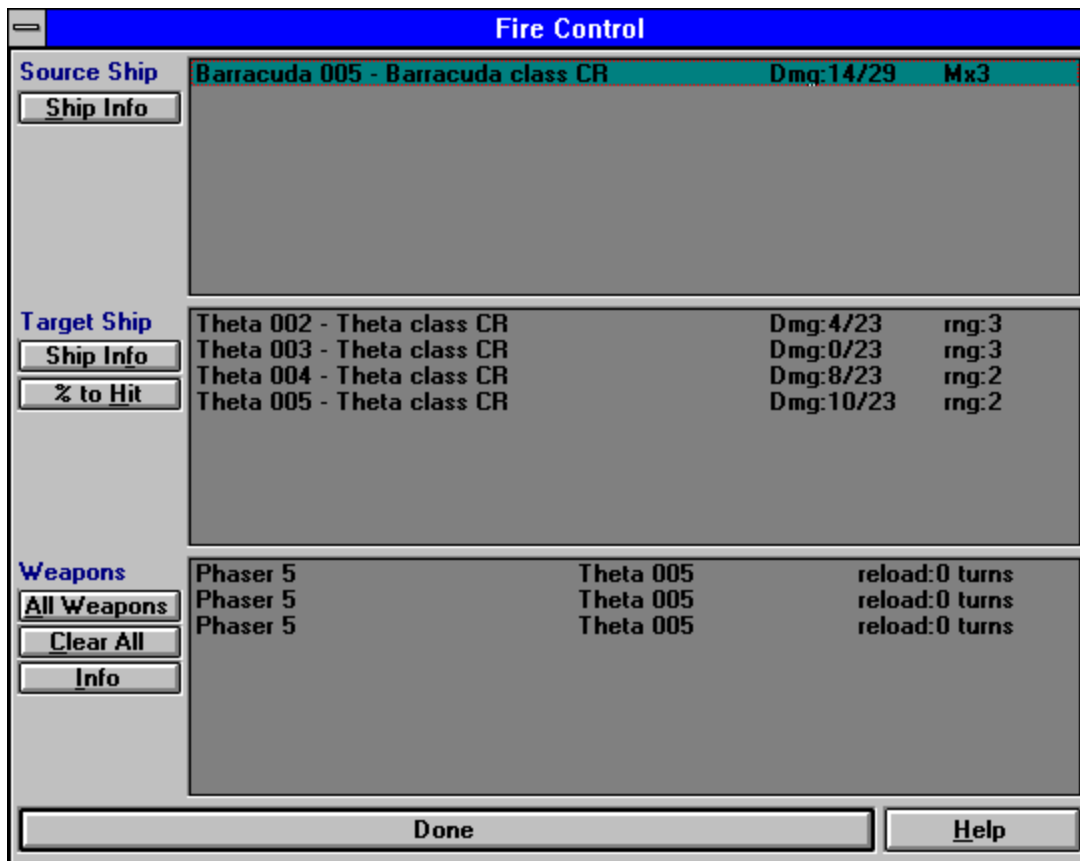 Fire Control
Source Ship
Ship Info
Barracuda 005 - Barracuda class CR Dmg:14/29 Mx3
Target Ship
Ship Info
% to Hit
Theta 002 - Theta class CR Dmg:4/23 rng:3
Theta 003 - Theta class CR Dmg:0/23 rng:3
Theta 004 - Theta class CR Dmg:8/23 rng:2
Theta 005 - Theta class CR Dmg:10/23 rng:2
Weapons
All Weapons
Clear All
Info
Phaser 5 Theta 005 reload:0 turns
Phaser 5 Theta 005 reload:0 turns
Phaser 5 Theta 005 reload:0 turns
Done
Help